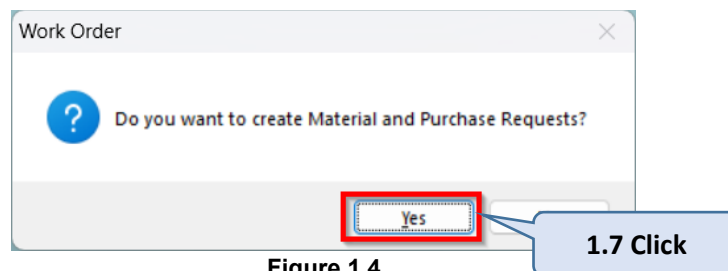 Work Order
Do you want to create Material and Purchase Requests?
Yes
1.7 Click
Figure 1.4